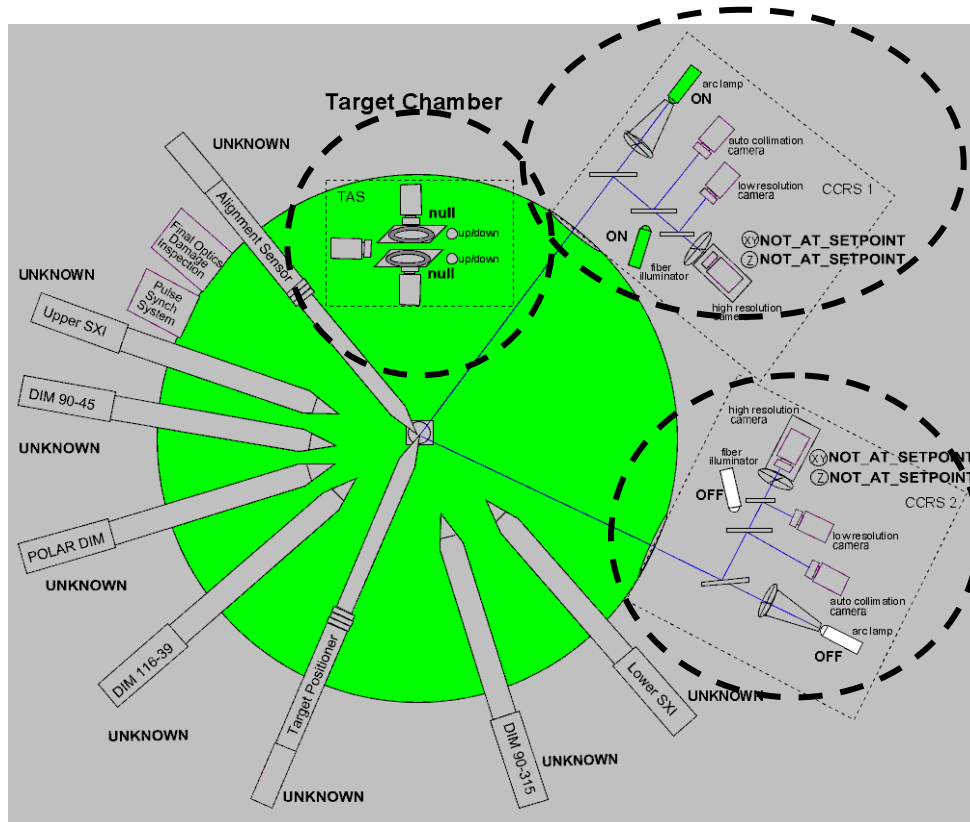 Target Chamber
UNKNOWN
Alignment Sensor
TAS
null
up/down
up/down
null
arc lamp
ON
auto collimation
camera
low resolution
camera
CCRS 1
ON
fiber
illuminator
XY NOT_AT_SETPOINT
Z NOT_AT_SETPOINT
high resolution
camera
Final Optics
Damage
Inspection
Pulse
Synch
System
UNKNOWN
Upper SXI
DIM 90-45
UNKNOWN
POLAR DIM
UNKNOWN
DIM 116-39
UNKNOWN
Target Positioner
UNKNOWN
DIM 90-315
UNKNOWN
Lower SXI
UNKNOWN
high resolution
camera
fiber
illuminator
XY NOT_AT_SETPOINT
Z NOT_AT_SETPOINT
CCRS 2
OFF
low resolution
camera
auto collimation
camera
arc lamp
OFF